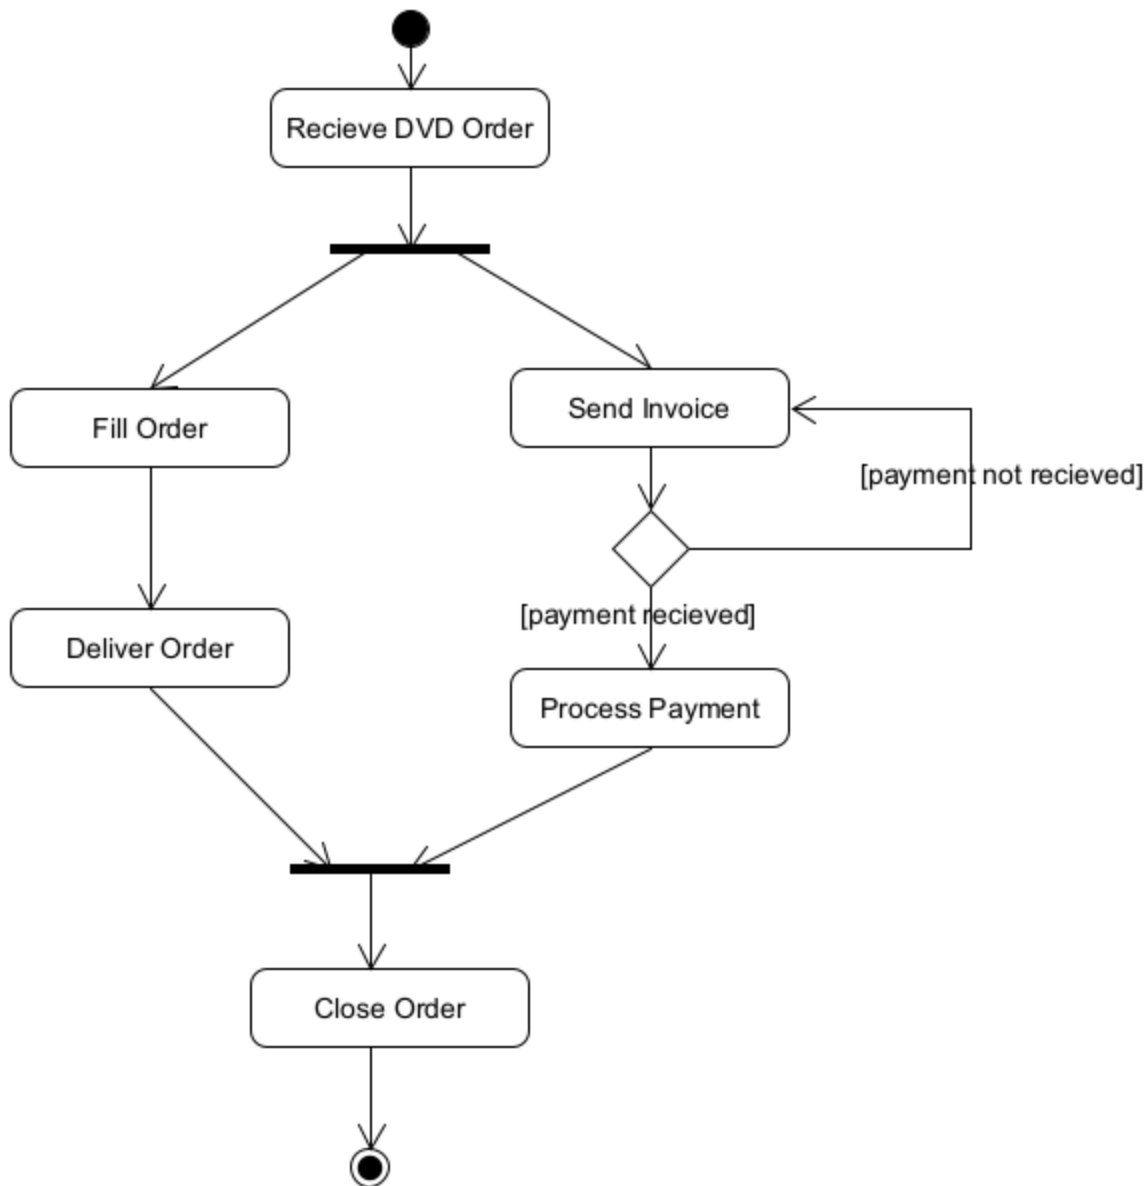 Recieve DVD Order
Fill Order
Send Invoice
[payment not recieved]
[payment recieved]
Deliver Order
Process Payment
Close Order